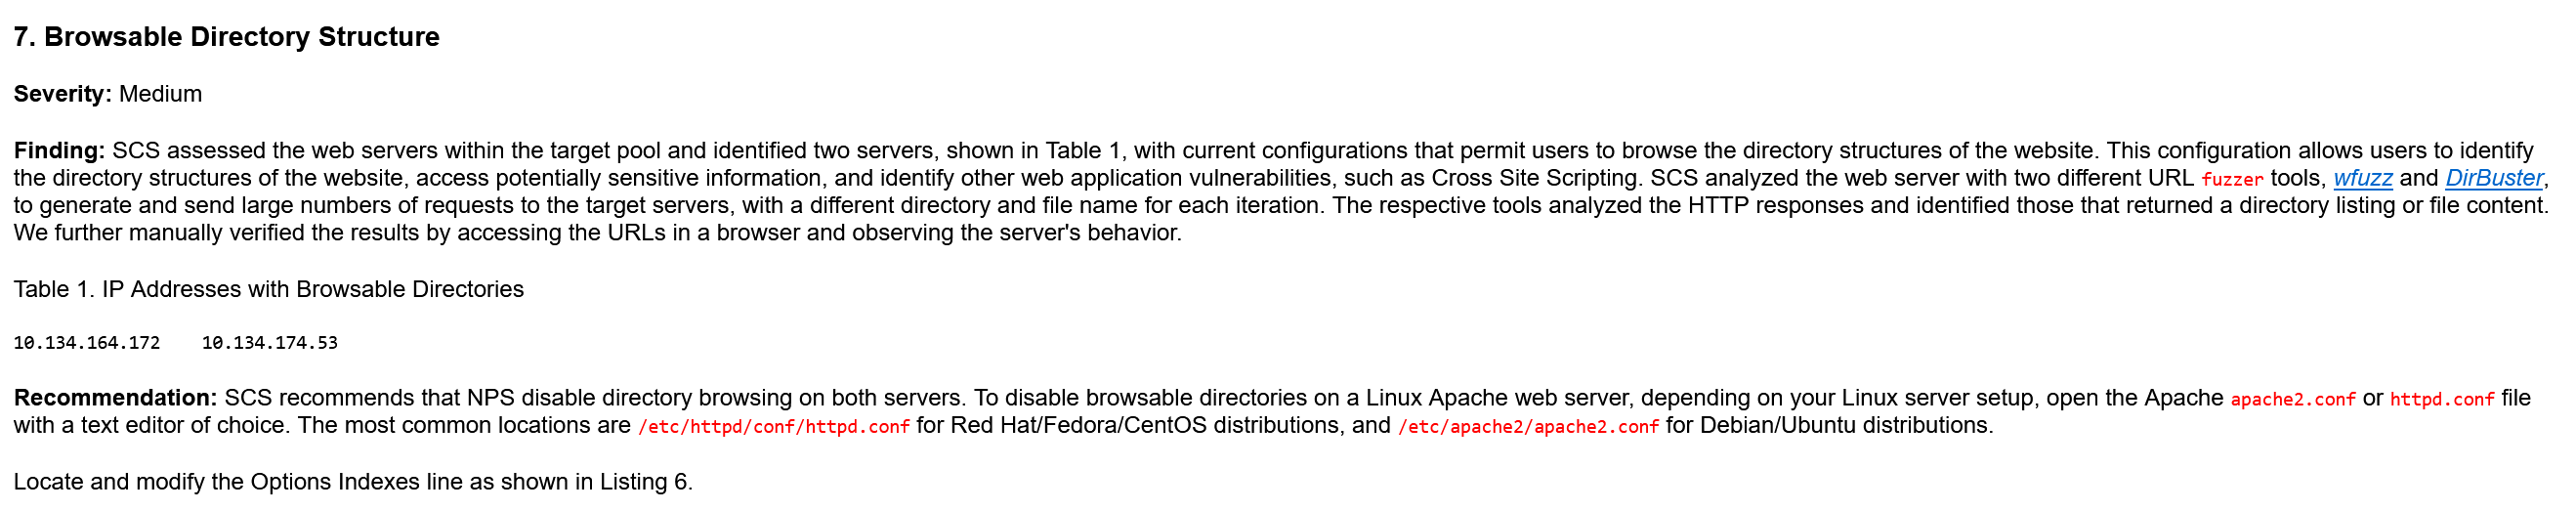 7. Browsable Directory Structure
Severity: Medium
Finding: SCS assessed the web servers within the target pool and identified two servers, shown in Table 1, with current configurations that permit users to browse the directory structures of the website. This configuration allows users to identify
the directory structures of the website, access potentially sensitive information, and identify other web application vulnerabilities, such as Cross Site Scripting. SCS analyzed the web server with two different URL fuzzer tools, wfuzz and DirBuster,
to generate and send large numbers of requests to the target servers, with a different directory and file name for each iteration. The respective tools analyzed the HTTP responses and identified those that returned a directory listing or file content.
We further manually verified the results by accessing the URLs in a browser and observing the server's behavior.
Table 1. IP Addresses with Browsable Directories
10.134.164.172    10.134.174.53
Recommendation: SCS recommends that NPS disable directory browsing on both servers. To disable browsable directories on a Linux Apache web server, depending on your Linux server setup, open the Apache apache2.conf or httpd.conf file
with a text editor of choice. The most common locations are /etc/httpd/conf/httpd.conf for Red Hat/Fedora/CentOS distributions, and /etc/apache2/apache2.conf for Debian/Ubuntu distributions.
Locate and modify the Options Indexes line as shown in Listing 6.